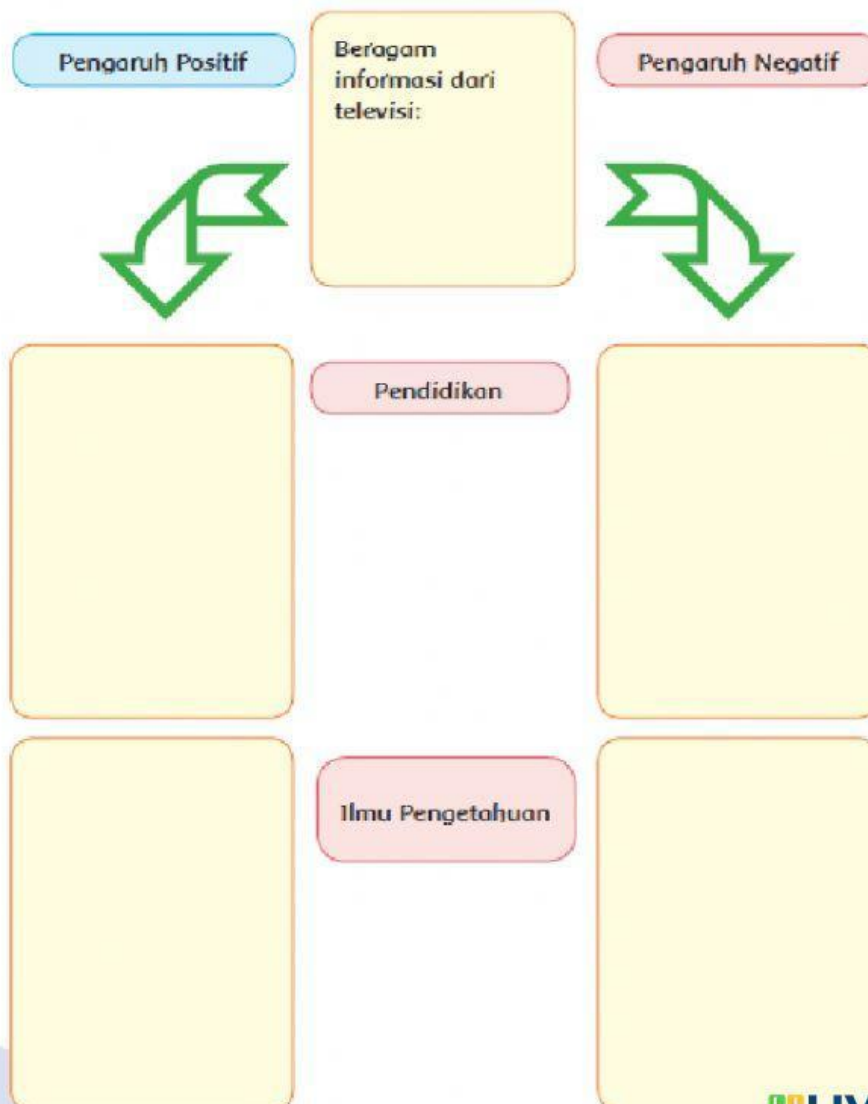 Pengaruh Positif
Beragam
informasi dari
televisi:
Pengaruh Negatif
Pendidikan
Ilmu Pengetahuan